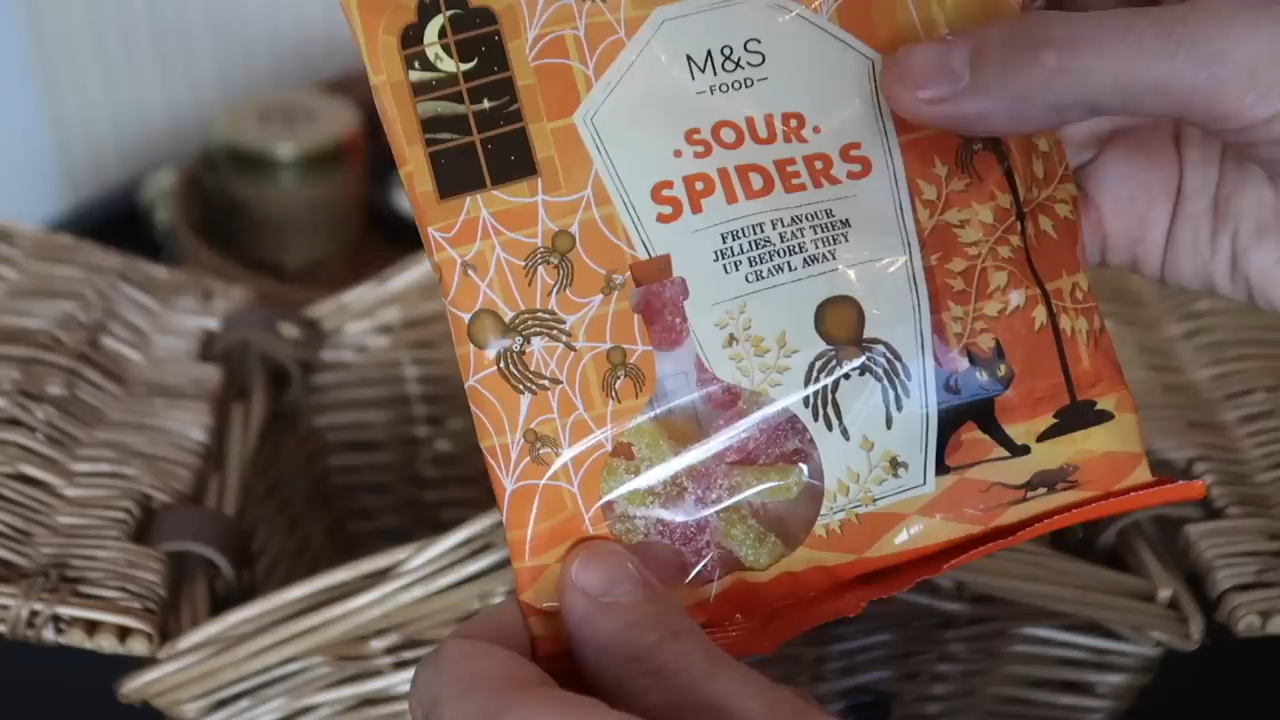 M&S
—FOOD—
·SOUR·
SPIDERS
FRUIT FLAVOUR
JELLIES, EAT THEM
UP BEFORE THEY
CRAWL AWAY